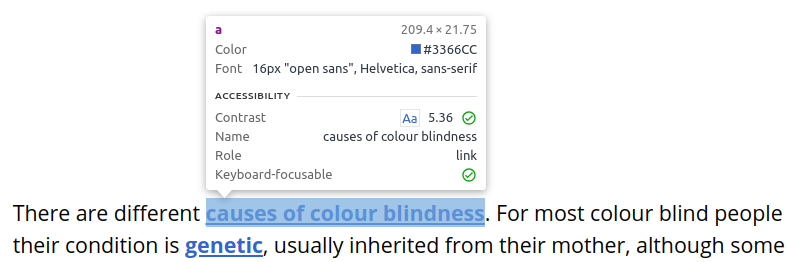 a 209.4 × 21.75
Color #3366CC
Font 16px "open sans", Helvetica, sans-serif
ACCESSIBILITY
Contrast Aa 5.36
Name causes of colour blindness
Role link
Keyboard-focusable
There are different causes of colour blindness. For most colour blind people
their condition is genetic, usually inherited from their mother, although some